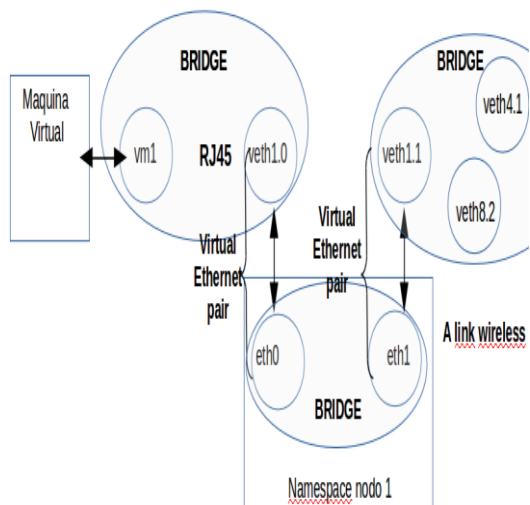 BRIDGE
BRIDGE
Maquina
Virtual
vm1
RJ45
veth1.0
veth1.1
veth4.1
veth8.2
Virtual
Ethernet
pair
Virtual
Ethernet
pair
A link wireless
eth0
eth1
BRIDGE
Namespace nodo 1